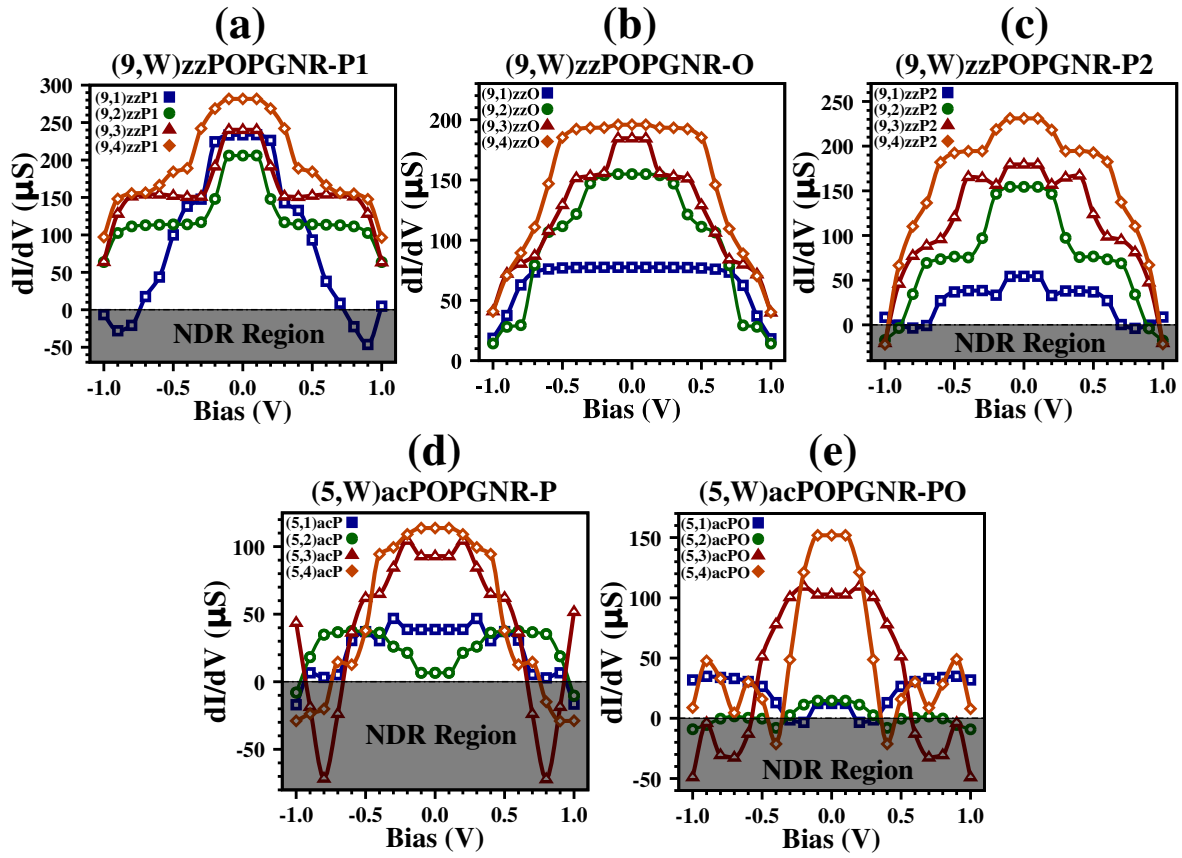 (a)
(9,W)zzPOPGNR-P1
dI/dV (μS)
300
250
200
150
100
50
0
-50
(9,1)zzP1
(9,2)zzP1
(9,3)zzP1
(9,4)zzP1
NDR Region
-1.0 -0.5 0.0 0.5 1.0
Bias (V)
(b)
(9,W)zzPOPGNR-O
dI/dV (μS)
200
150
100
50
0
(9,1)zzO
(9,2)zzO
(9,3)zzO
(9,4)zzO
-1.0 -0.5 0.0 0.5 1.0
Bias (V)
(c)
(9,W)zzPOPGNR-P2
dI/dV (μS)
250
200
150
100
50
0
(9,1)zzP2
(9,2)zzP2
(9,3)zzP2
(9,4)zzP2
NDR Region
-1.0 -0.5 0.0 0.5 1.0
Bias (V)
(d)
(5,W)acPOPGNR-P
dI/dV (μS)
100
50
0
-50
(5,1)acP
(5,2)acP
(5,3)acP
(5,4)acP
NDR Region
-1.0 -0.5 0.0 0.5 1.0
Bias (V)
(e)
(5,W)acPOPGNR-PO
dI/dV (μS)
150
100
50
0
-50
(5,1)acPO
(5,2)acPO
(5,3)acPO
(5,4)acPO
NDR Region
-1.0 -0.5 0.0 0.5 1.0
Bias (V)